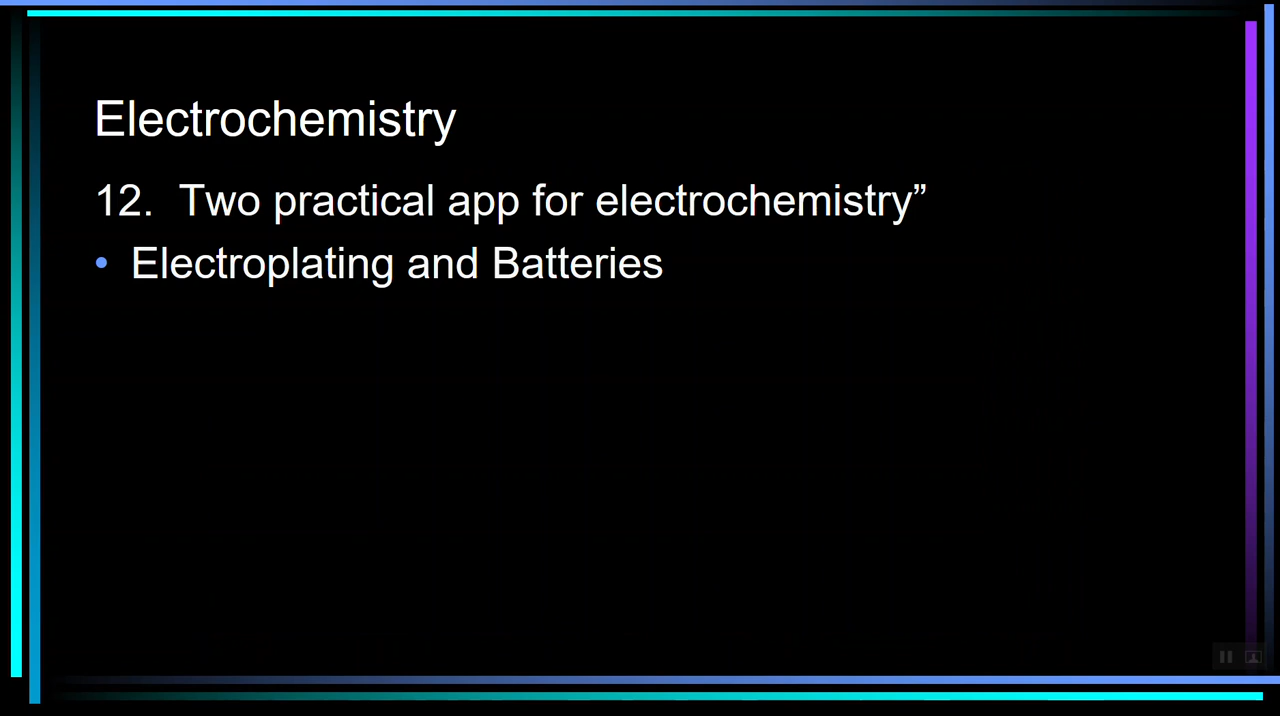 Electrochemistry
12. Two practical app for electrochemistry”
• Electroplating and Batteries